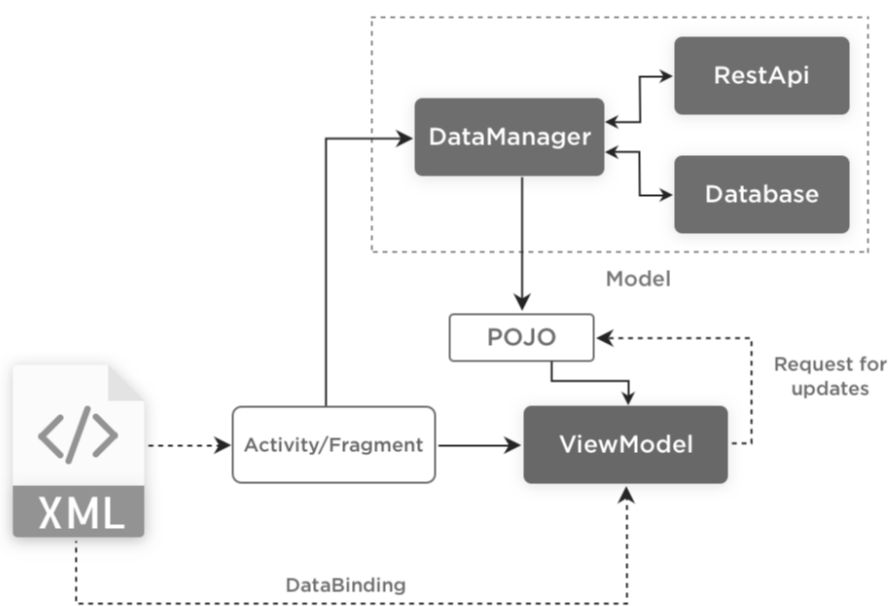 RestApi
DataManager
Database
Model
POJO
Request for
updates
</>
Activity/Fragment
ViewModel
XML
DataBinding